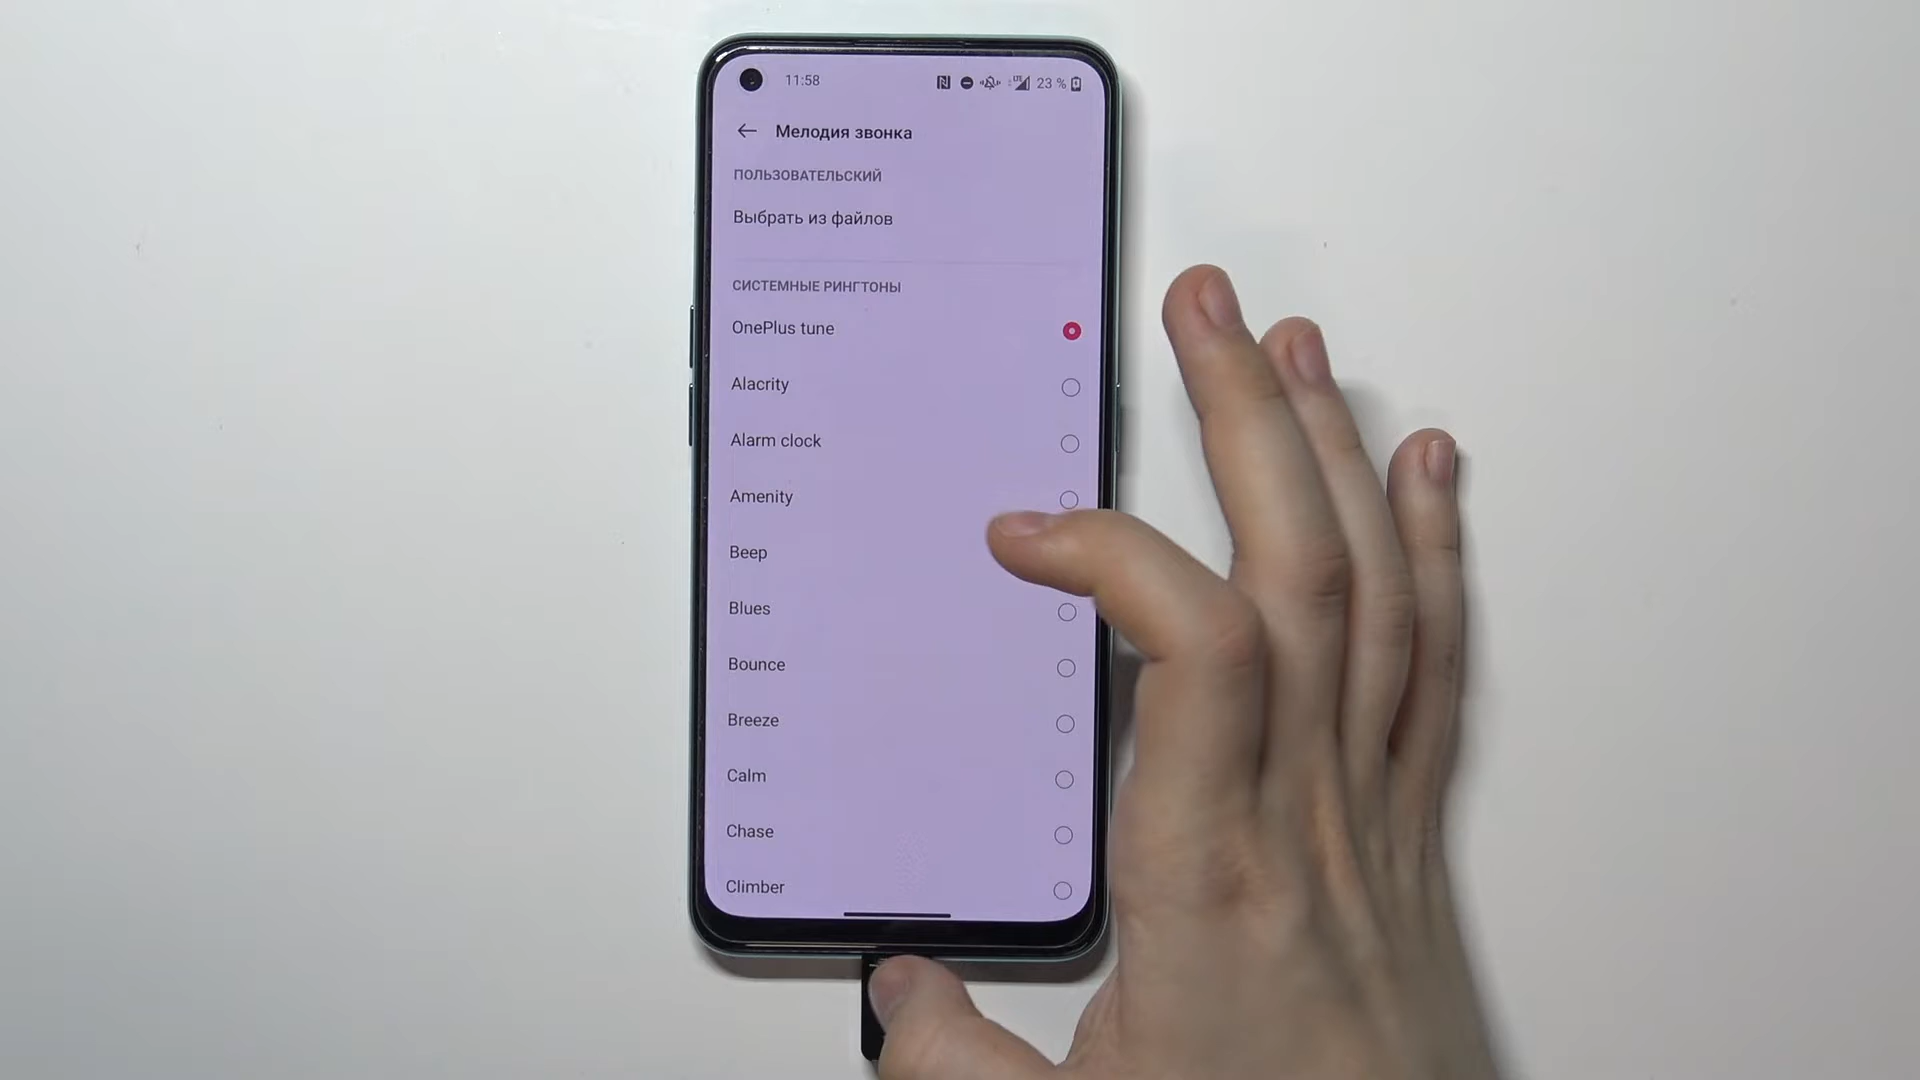 11:58
LTE 23 %
Мелодия звонка
ПОЛЬЗОВАТЕЛЬСКИЙ
Выбрать из файлов
СИСТЕМНЫЕ РИНГТОНЫ
OnePlus tune
Alacrity
Alarm clock
Amenity
Beep
Blues
Bounce
Breeze
Calm
Chase
Climber